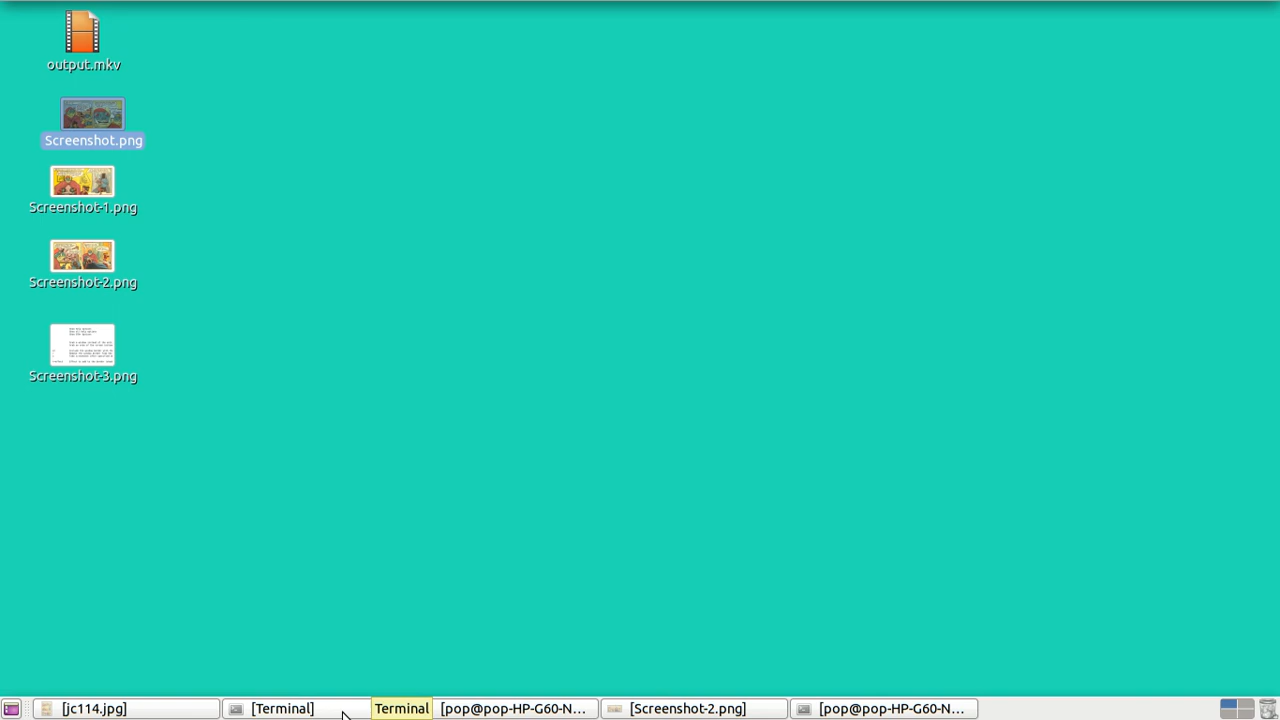 output.mkv
Screenshot.png
Screenshot-1.png
Screenshot-2.png
Screenshot-3.png
[jc114.jpg]
[Terminal]
Terminal
[pop@pop-HP-G60-N...
[Screenshot-2.png]
[pop@pop-HP-G60-N...